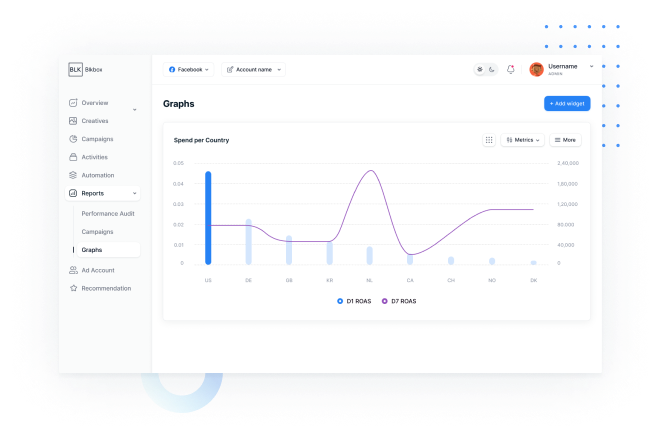 BLK Blkbox
Facebook
Account name
Username
ADMIN
Overview
Creatives
Campaigns
Activities
Automation
Reports
Performance Audit
Campaigns
Graphs
Ad Account
Recommendation
Graphs
+ Add widget
Spend per Country
Metrics
More
0.05 2,40,000
0,04 1,60,000
0.03 1,20,000
0.02 80.000
0.01 40,000
0 0
US DE GB KR NL CA CH NO DK
D1 ROAS D7 ROAS